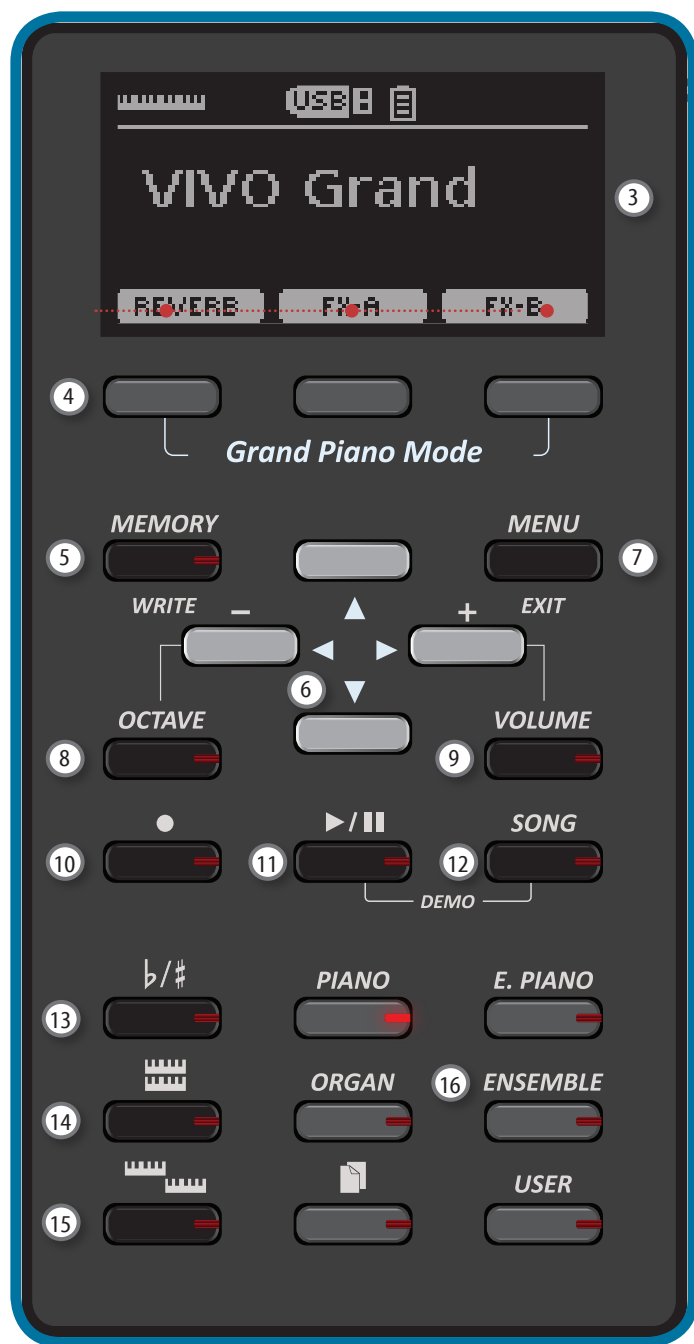 USB
VIVO Grand
3
REVERB FX-A FX-B
4
Grand Piano Mode
MEMORY MENU
5 7
WRITE − + EXIT
6
OCTAVE VOLUME
8 9
SONG
10 11 12
DEMO
♭/♯ PIANO E. PIANO
13
ORGAN 16 ENSEMBLE
14
USER
15